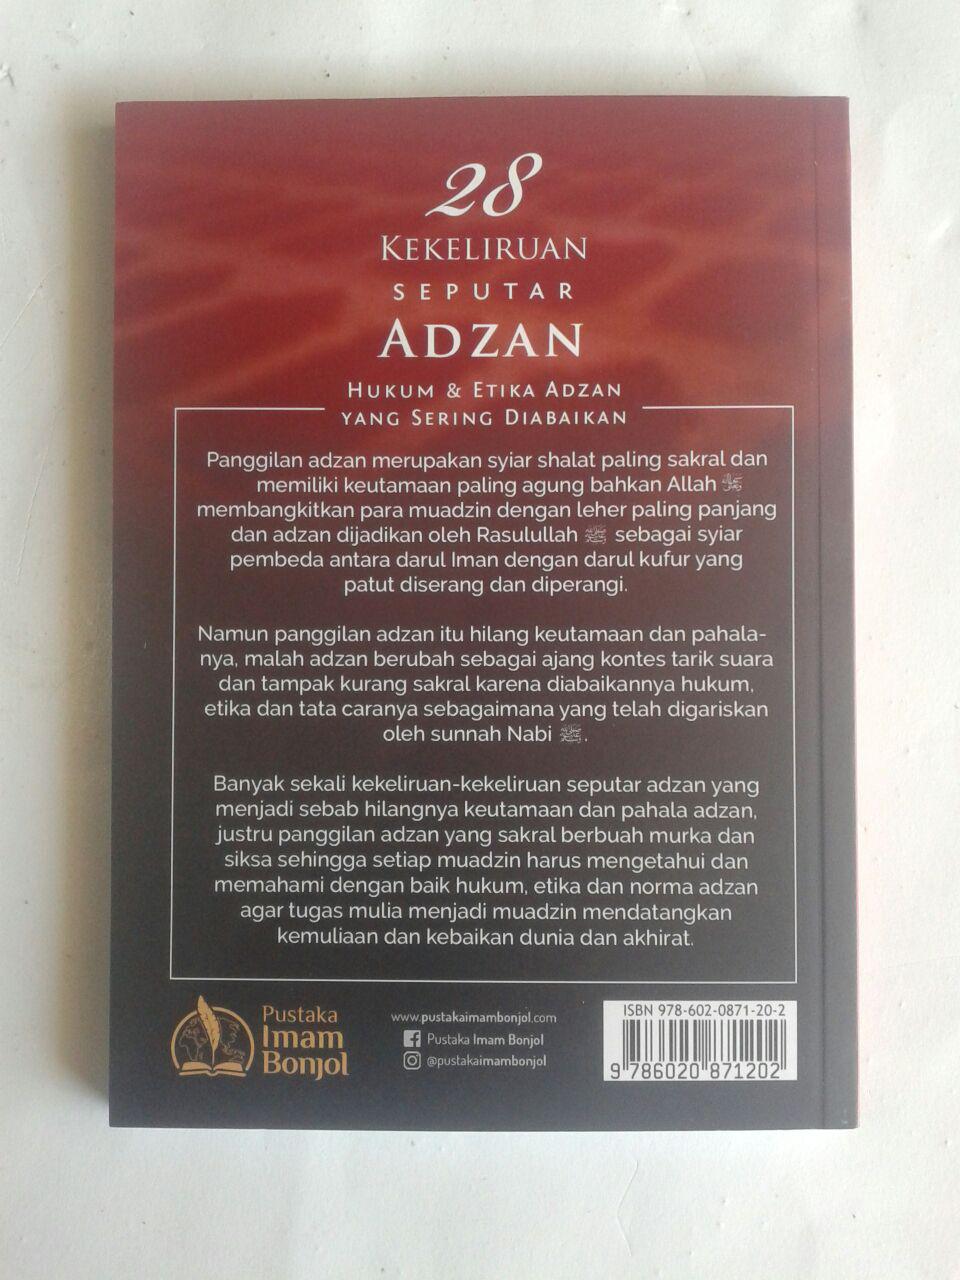 28
KEKELIRUAN
SEPUTAR
ADZAN
HUKUM & ETIKA ADZAN
YANG SERING DIABAIKAN
Panggilan adzan merupakan syiar shalat paling sakral dan
memiliki keutamaan paling agung bahkan Allah ﷻ
membangkitkan para muadzin dengan leher paling panjang
dan adzan dijadikan oleh Rasulullah ﷺ sebagai syiar
pembeda antara darul Iman dengan darul kufur yang
patut diserang dan diperangi.
Namun panggilan adzan itu hilang keutamaan dan pahala-
nya, malah adzan berubah sebagai ajang kontes tarik suara
dan tampak kurang sakral karena diabaikannya hukum,
etika dan tata caranya sebagaimana yang telah digariskan
oleh sunnah Nabi ﷺ.
Banyak sekali kekeliruan-kekeliruan seputar adzan yang
menjadi sebab hilangnya keutamaan dan pahala adzan,
justru panggilan adzan yang sakral berbuah murka dan
siksa sehingga setiap muadzin harus mengetahui dan
memahami dengan baik hukum, etika dan norma adzan
agar tugas mulia menjadi muadzin mendatangkan
kemuliaan dan kebaikan dunia dan akhirat.
Pustaka
Imam
Bonjol
www.pustakaimambonjol.com
Pustaka Imam Bonjol
@pustakaimambonjol
ISBN 978-602-0871-20-2
9 786020 871202